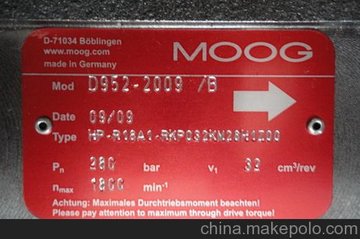 D-71034 Böblingen
www.moog.com
made in Germany
MOOG
Mod D952-2009 /B
Date 09/09
Type HP-R18A1-RKP032KM28H1Z00
Pn 280 bar V1 32 cm³/rev
nmax 1800 min-1
Achtung: Maximales Durchtriebsmoment beachten!
Please pay attention to maximum through drive torque!
china.makepolo.com